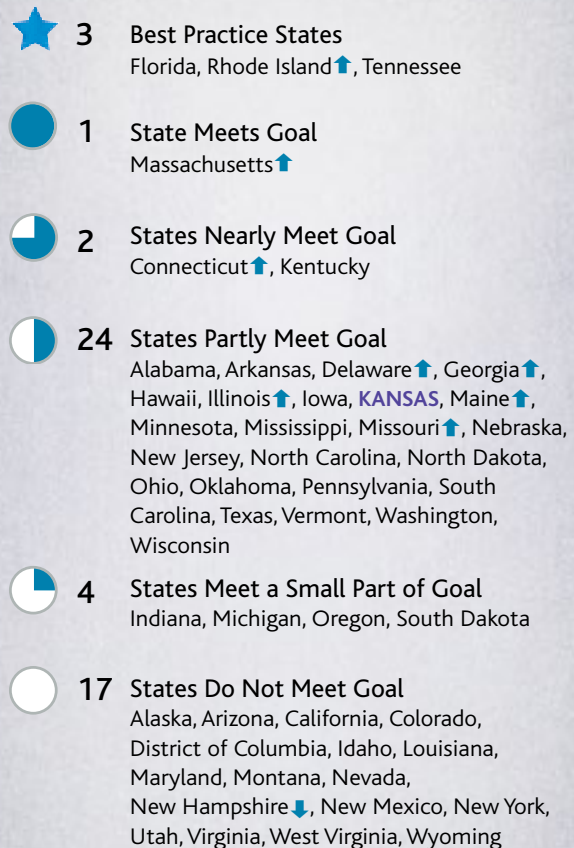 3 Best Practice States
Florida, Rhode Island⬆, Tennessee
1 State Meets Goal
Massachusetts⬆
2 States Nearly Meet Goal
Connecticut⬆, Kentucky
24 States Partly Meet Goal
Alabama, Arkansas, Delaware⬆, Georgia⬆,
Hawaii, Illinois⬆, Iowa, KANSAS, Maine⬆,
Minnesota, Mississippi, Missouri⬆, Nebraska,
New Jersey, North Carolina, North Dakota,
Ohio, Oklahoma, Pennsylvania, South
Carolina, Texas, Vermont, Washington,
Wisconsin
4 States Meet a Small Part of Goal
Indiana, Michigan, Oregon, South Dakota
17 States Do Not Meet Goal
Alaska, Arizona, California, Colorado,
District of Columbia, Idaho, Louisiana,
Maryland, Montana, Nevada,
New Hampshire⬇, New Mexico, New York,
Utah, Virginia, West Virginia, Wyoming